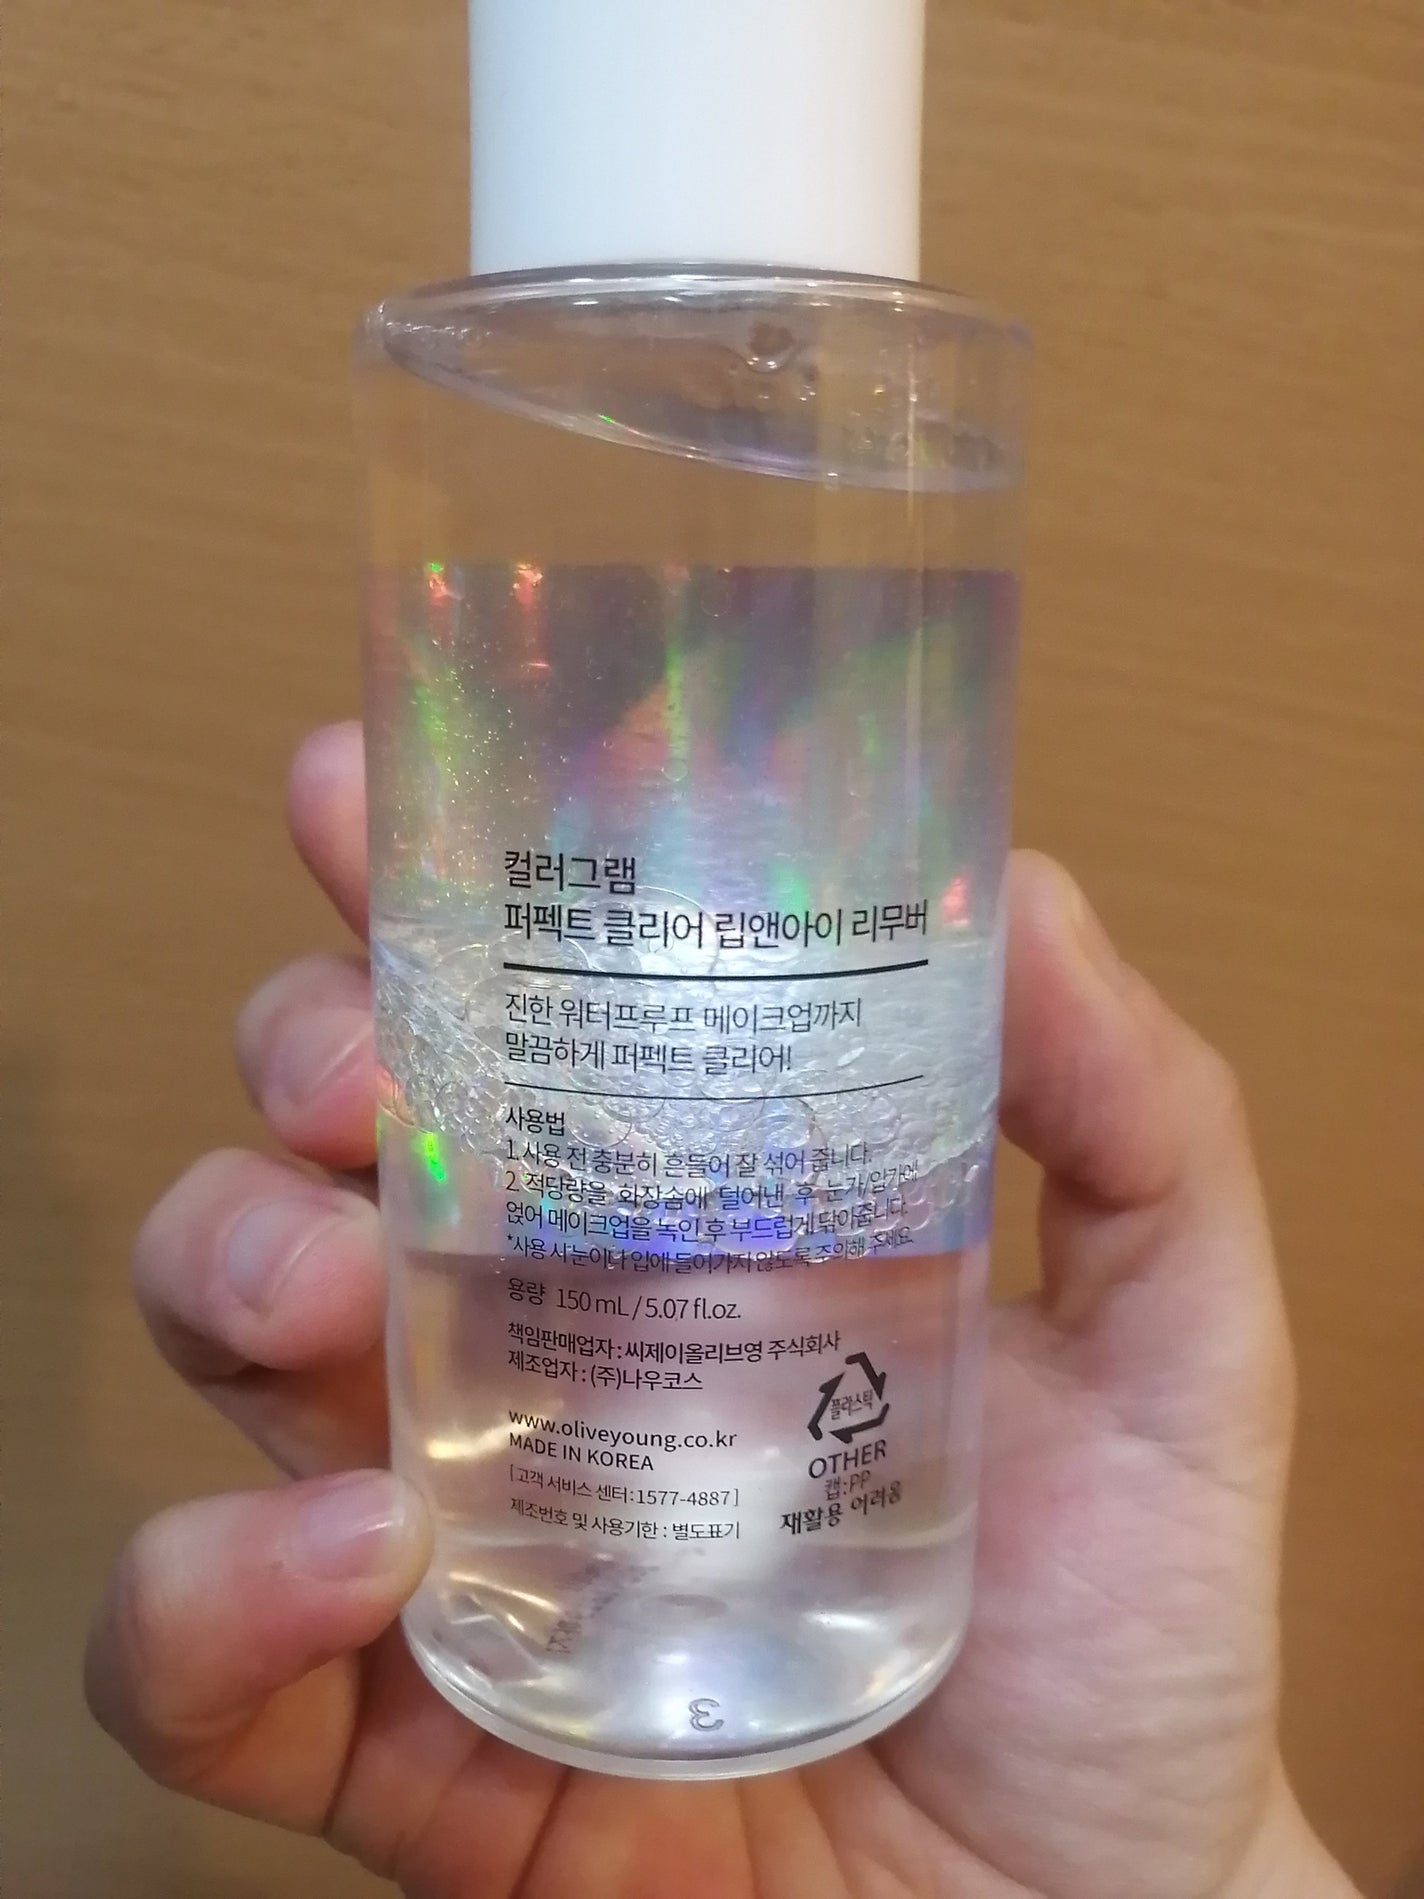 컬러그램
퍼펙트 클리어 립앤아이 리무버
진한 워터프루프 메이크업까지
말끔하게 퍼펙트 클리어!
사용법
1. 사용 전 충분히 흔들어 잘 섞어 줍니다.
2. 적당량을 화장솜에 덜어낸 후 눈가/입가에
얹어 메이크업을 녹인 후 부드럽게 닦아줍니다.
*사용 시 눈이나 입에 들어가지 않도록 주의해 주세요.
용량 150 mL / 5.07 fl.oz.
책임판매업자 : 씨제이올리브영 주식회사
제조업자 : (주)나우코스
www.oliveyoung.co.kr
MADE IN KOREA
[고객 서비스 센터:1577-4887]
제조번호 및 사용기한 : 별도표기
플라스틱
OTHER
캡:PP
재활용 어려움
3